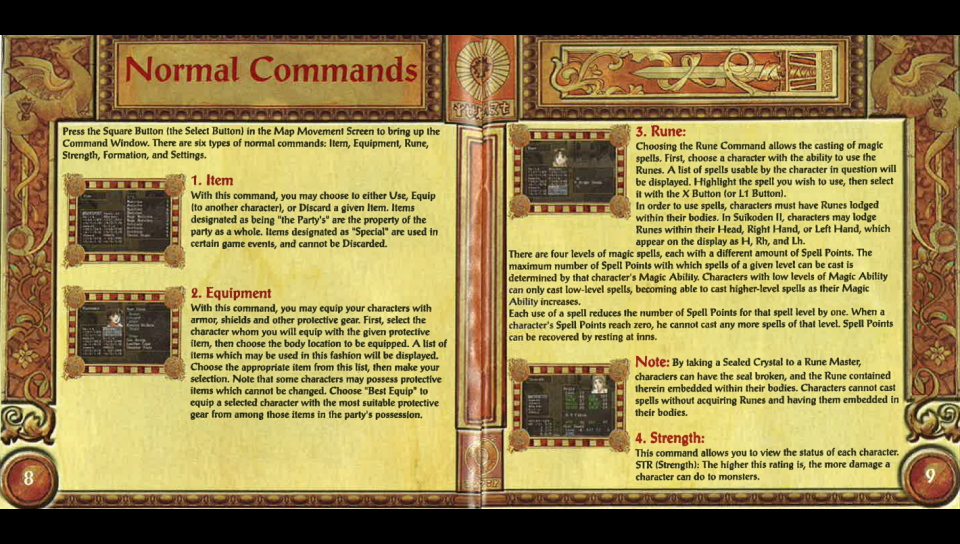 Normal Commands
Press the Square Button (the Select Button) in the Map Movement Screen to bring up the
Command Window. There are six types of normal commands: Item, Equipment, Rune,
Strength, Formation, and Settings.
1. Item
With this command, you may choose to either Use, Equip
(to another character), or Discard a given Item. Items
designated as being "the Party's" are the property of the
party as a whole. Items designated as "Special" are used in
certain game events, and cannot be Discarded.
2. Equipment
With this command, you may equip your characters with
armor, shields and other protective gear. First, select the
character whom you will equip with the given protective
item, then choose the body location to be equipped. A list of
items which may be used in this fashion will be displayed.
Choose the appropriate item from this list, then make your
selection. Note that some characters may possess protective
items which cannot be changed. Choose "Best Equip" to
equip a selected character with the most suitable protective
gear from among those items in the party's possession.
8
3. Rune:
Choosing the Rune Command allows the casting of magic
spells. First, choose a character with the ability to use the
Runes. A list of spells usable by the character in question will
be displayed. Highlight the spell you wish to use, then select
it with the X Button (or L1 Button).
In order to use spells, characters must have Runes lodged
within their bodies. In Suikoden II, characters may lodge
Runes within their Head, Right Hand, or Left Hand, which
appear on the display as H, Rh, and Lh.
There are four levels of magic spells, each with a different amount of Spell Points. The
maximum number of Spell Points with which spells of a given level can be cast is
determined by that character's Magic Ability. Characters with low levels of Magic Ability
can only cast low-level spells, becoming able to cast higher-level spells as their Magic
Ability increases.
Each use of a spell reduces the number of Spell Points for that spell level by one. When a
character's Spell Points reach zero, he cannot cast any more spells of that level. Spell Points
can be recovered by resting at inns.
Note: By taking a Sealed Crystal to a Rune Master,
characters can have the seal broken, and the Rune contained
therein embedded within their bodies. Characters cannot cast
spells without acquiring Runes and having them embedded in
their bodies.
4. Strength:
This command allows you to view the status of each character.
STR (Strength): The higher this rating is, the more damage a
character can do to monsters.
9